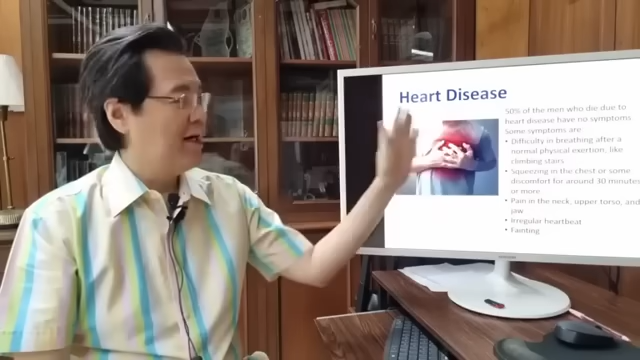 Heart Disease
50% of the men who die due to
heart disease have no symptoms
Some symptoms are
• Difficulty in breathing after a
normal physical exertion, like
climbing stairs
• Squeezing in the chest or some
discomfort for around 30 minutes
or more
• Pain in the neck, upper torso, and
jaw
• Irregular heartbeat
• Fainting